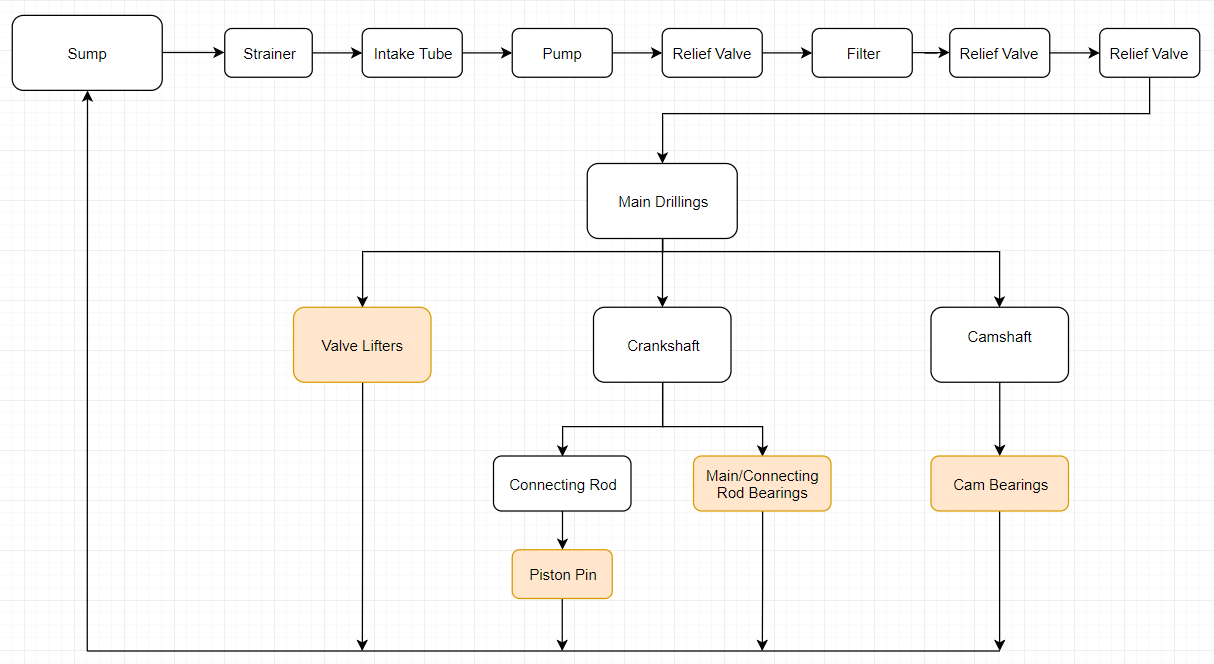 Sump
Strainer
Intake Tube
Pump
Relief Valve
Filter
Relief Valve
Relief Valve
Main Drillings
Valve Lifters
Crankshaft
Camshaft
Connecting Rod
Main/Connecting
Rod Bearings
Cam Bearings
Piston Pin